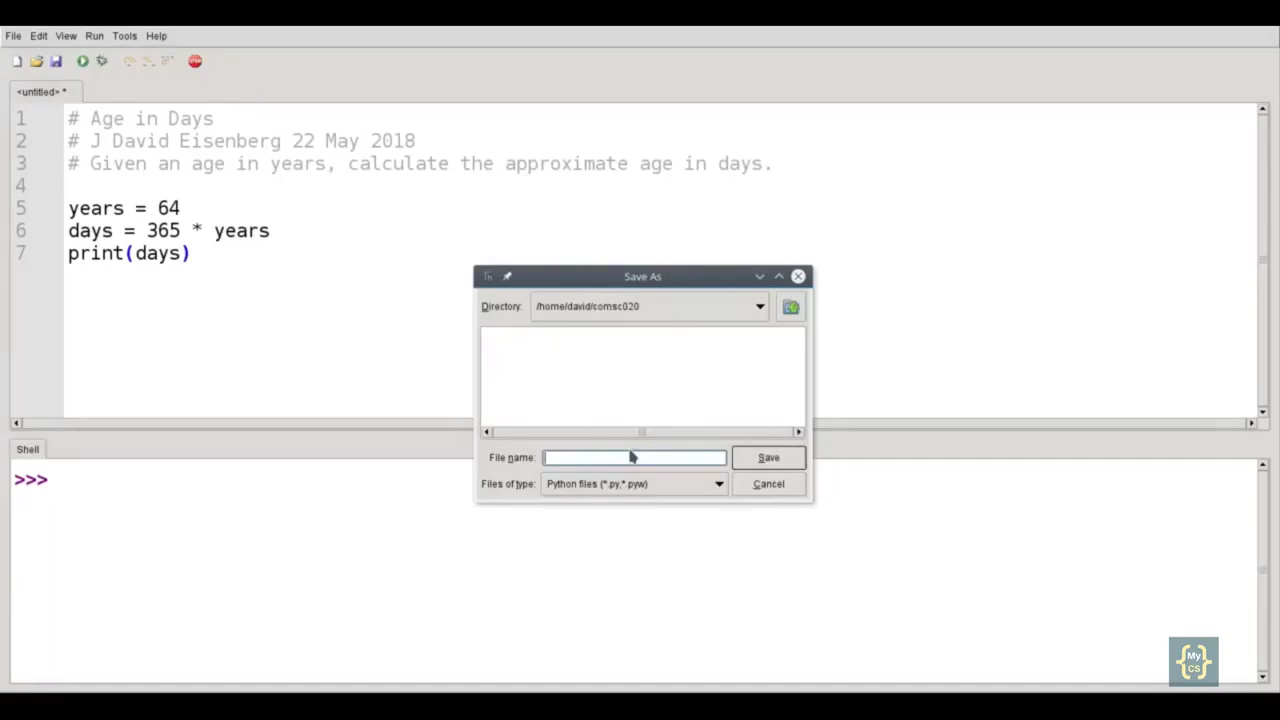 File Edit View Run Tools Help
<untitled> *
1 # Age in Days
2 # J David Eisenberg 22 May 2018
3 # Given an age in years, calculate the approximate age in days.
4
5 years = 64
6 days = 365 * years
7 print(days)
Save As
Directory: /home/david/comsc020
File name: Save
Files of type: Python files (*.py,*.pyw) Cancel
Shell
>>>
{My CS}